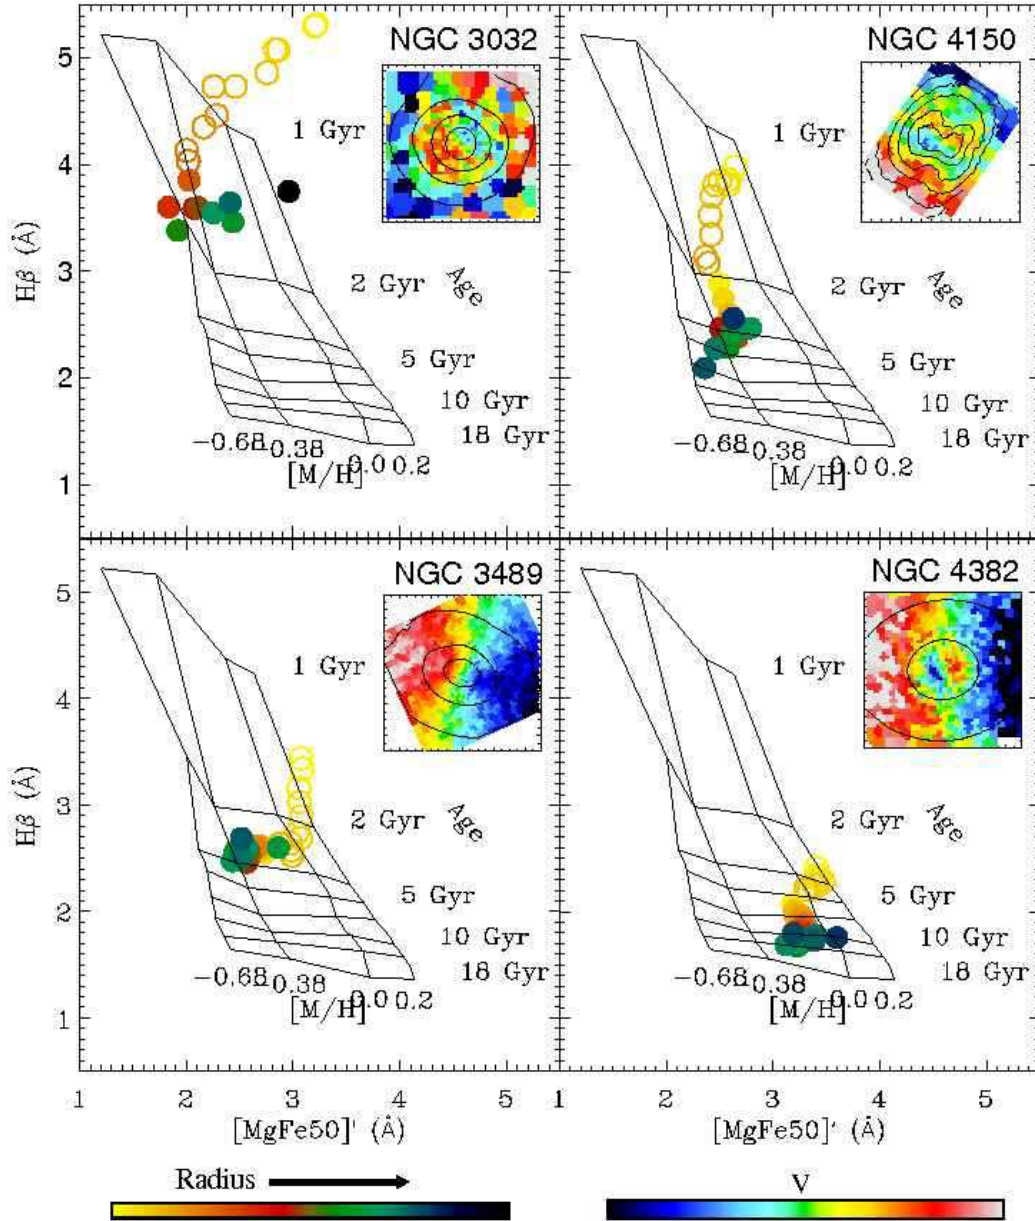 NGC 3032
1 Gyr
2 Gyr
Age
5 Gyr
10 Gyr
18 Gyr
−0.68
−0.38
0.0
0.2
[M/H]
5
4
3
2
1
Hβ (Å)
NGC 4150
1 Gyr
2 Gyr
Age
5 Gyr
10 Gyr
18 Gyr
−0.68
−0.38
0.0
0.2
[M/H]
NGC 3489
1 Gyr
2 Gyr
Age
5 Gyr
10 Gyr
18 Gyr
−0.68
−0.38
0.0
0.2
[M/H]
5
4
3
2
1
Hβ (Å)
1 2 3 4 5
[MgFe50]' (Å)
NGC 4382
1 Gyr
2 Gyr
Age
5 Gyr
10 Gyr
18 Gyr
−0.68
−0.38
0.0
0.2
[M/H]
1 2 3 4 5
[MgFe50]' (Å)
Radius
V